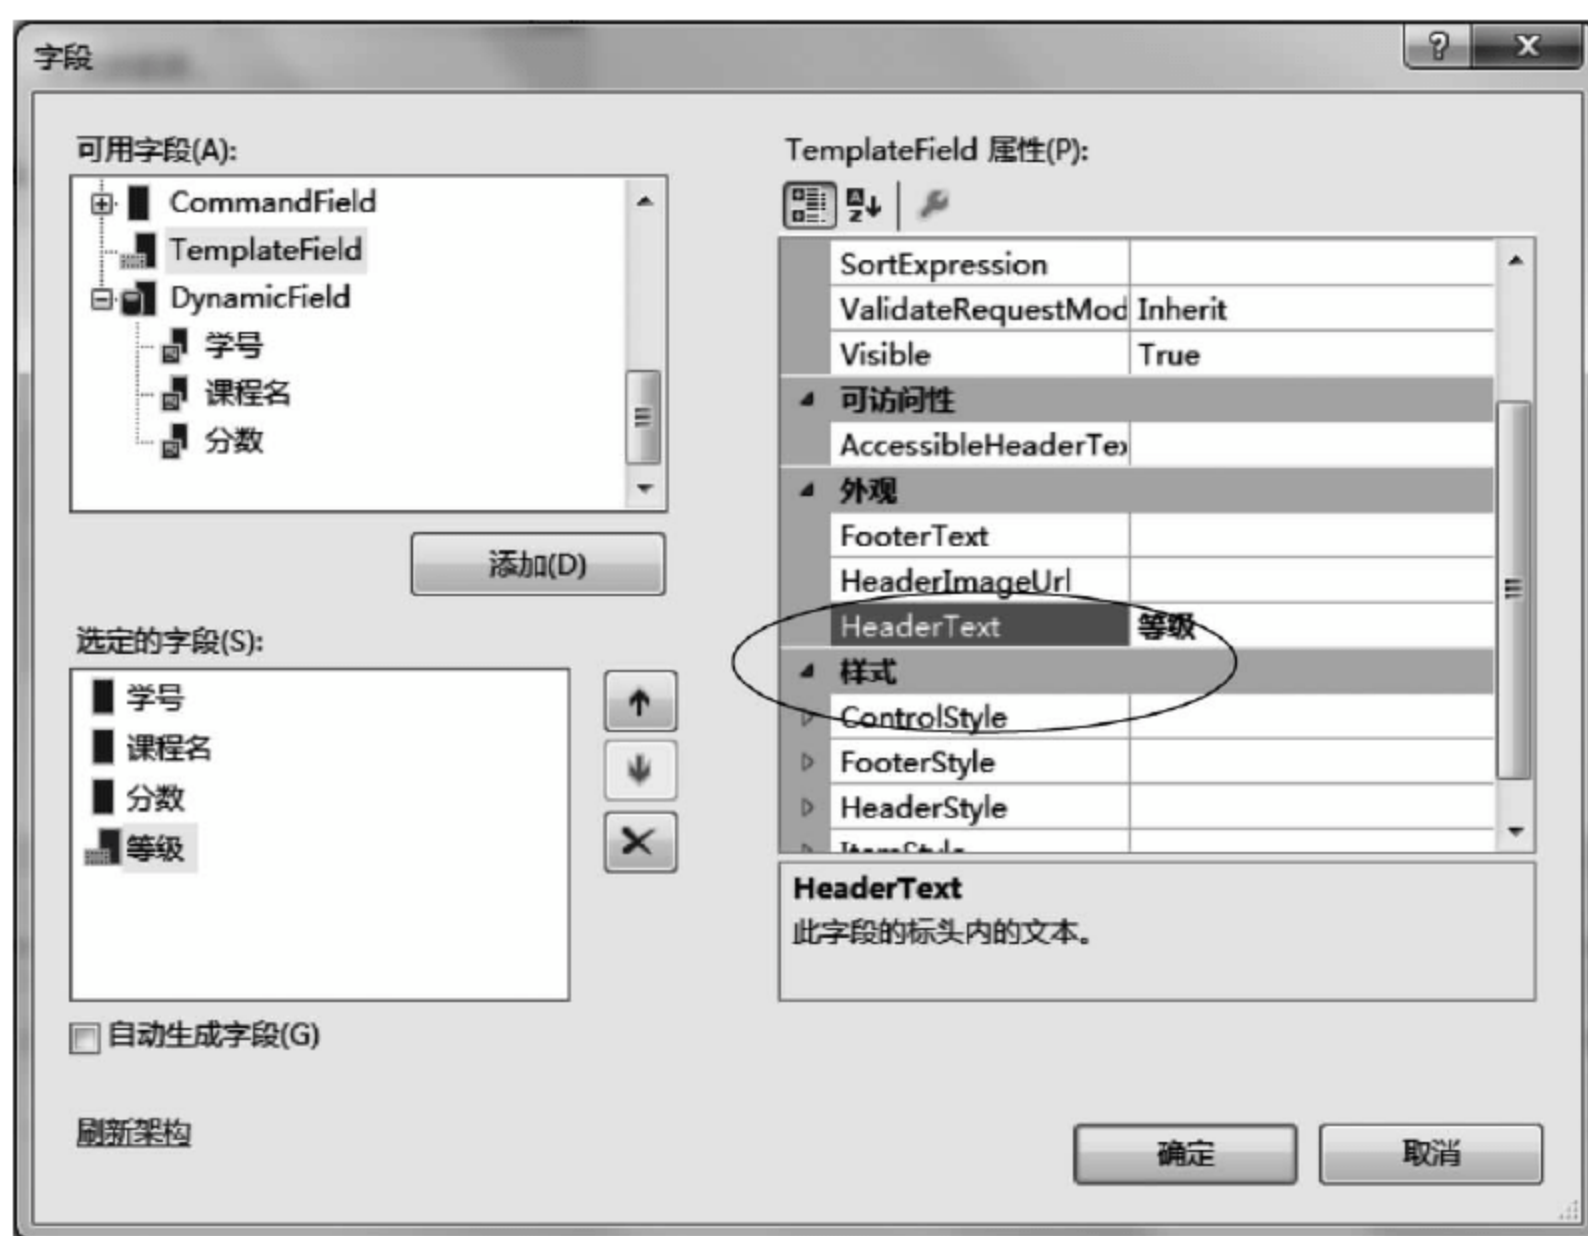 字段
可用字段(A):
CommandField
TemplateField
DynamicField
学号
课程名
分数
添加(D)
选定的字段(S):
学号
课程名
分数
等级
自动生成字段(G)
刷新架构
TemplateField 属性(P):
SortExpression
ValidateRequestMod Inherit
Visible True
可访问性
AccessibleHeaderTex
外观
FooterText
HeaderImageUrl
HeaderText 等级
样式
ControlStyle
FooterStyle
HeaderStyle
ItemStyle
HeaderText
此字段的标头内的文本。
确定 取消